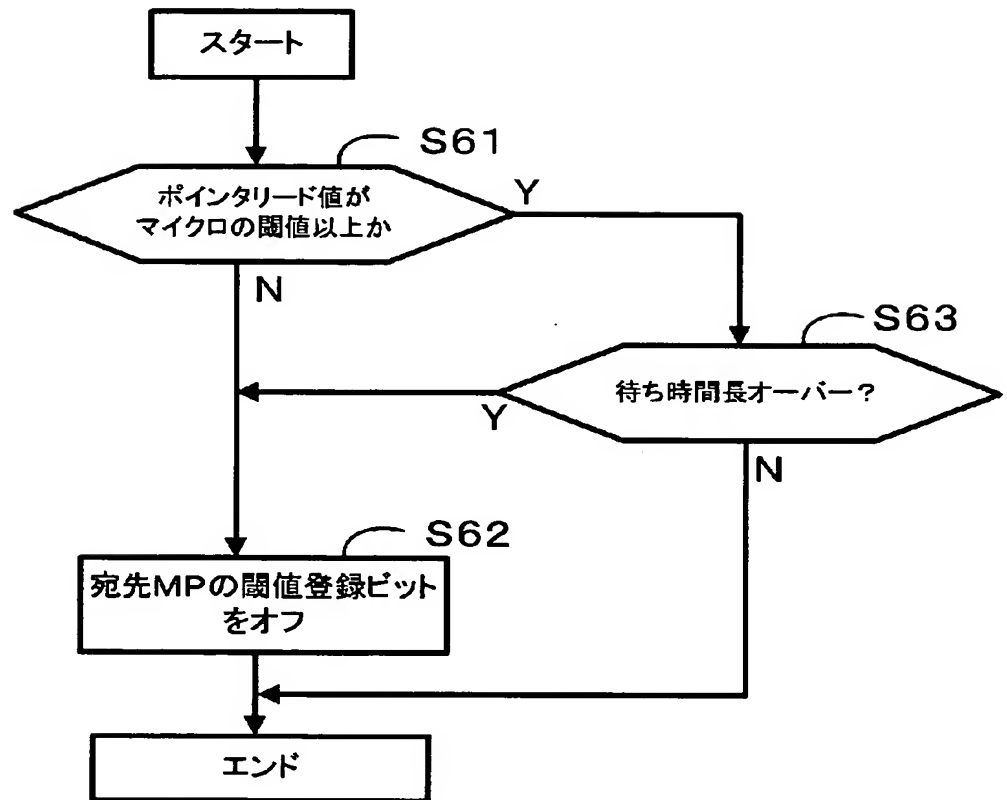 スタート
S61
ポインタリード値が
マイクロの閾値以上か
Y
N
S63
待ち時間長オーバー?
Y
N
S62
宛先MPの閾値登録ビット
をオフ
エンド